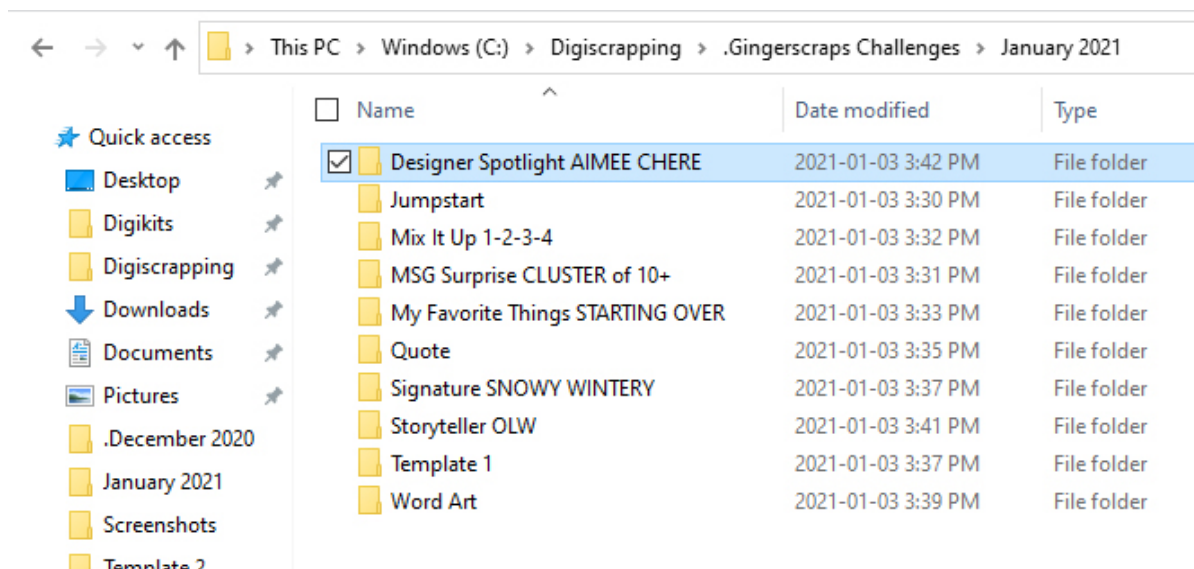 This PC > Windows (C:) > Digiscrapping > .Gingerscraps Challenges > January 2021
Name Date modified Type
Quick access
Desktop
Digikits
Digiscrapping
Downloads
Documents
Pictures
.December 2020
January 2021
Screenshots
Template 2
Designer Spotlight AIMEE CHERE 2021-01-03 3:42 PM File folder
Jumpstart 2021-01-03 3:30 PM File folder
Mix It Up 1-2-3-4 2021-01-03 3:32 PM File folder
MSG Surprise CLUSTER of 10+ 2021-01-03 3:31 PM File folder
My Favorite Things STARTING OVER 2021-01-03 3:33 PM File folder
Quote 2021-01-03 3:35 PM File folder
Signature SNOWY WINTERY 2021-01-03 3:37 PM File folder
Storyteller OLW 2021-01-03 3:41 PM File folder
Template 1 2021-01-03 3:37 PM File folder
Word Art 2021-01-03 3:39 PM File folder